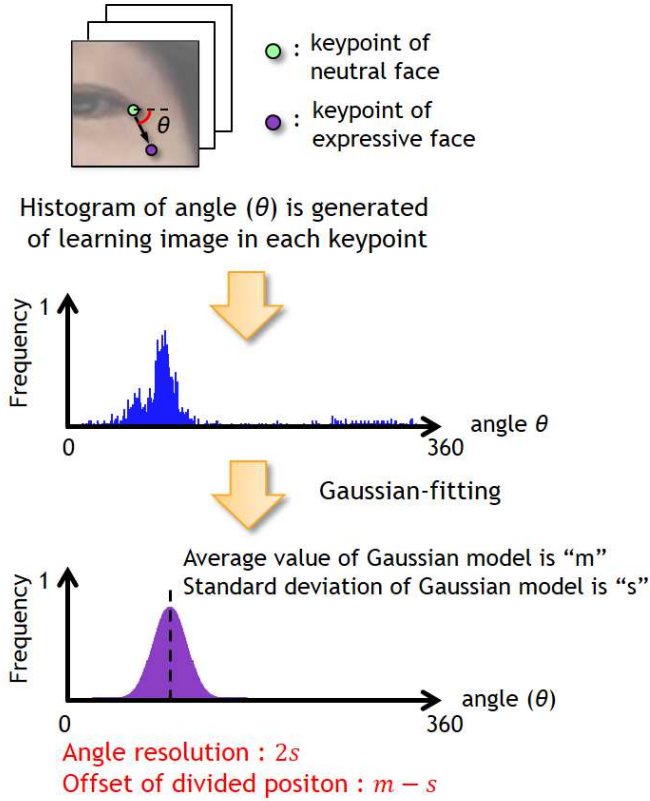 : keypoint of
neutral face
: keypoint of
expressive face
θ
Histogram of angle (θ) is generated
of learning image in each keypoint
Frequency
1
0
360
angle θ
Gaussian-fitting
Average value of Gaussian model is “m”
Standard deviation of Gaussian model is “s”
Frequency
1
0
360
angle (θ)
Angle resolution : 2s
Offset of divided positon : m − s